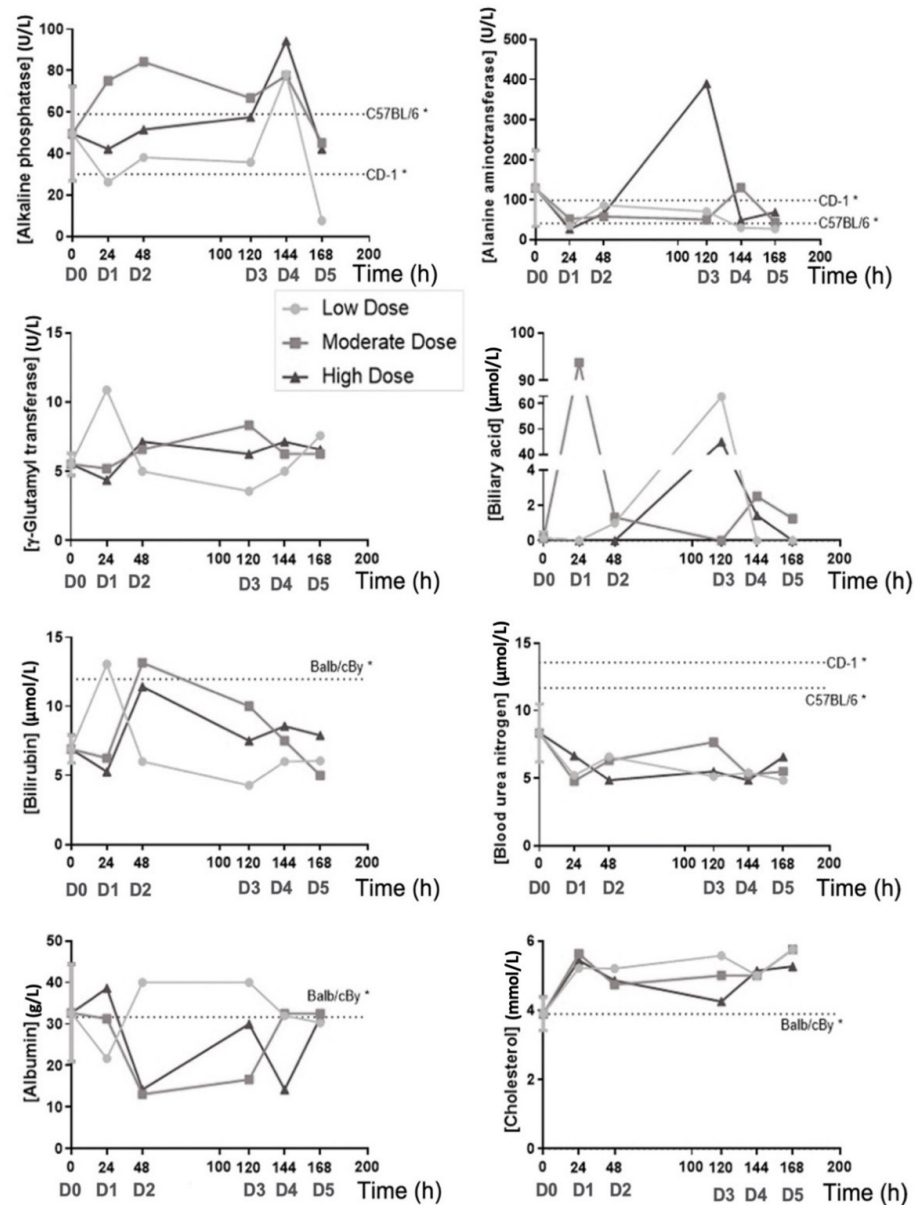 [Alkaline phosphatase] (U/L)
100
80
60
40
20
0
C57BL/6 *
CD-1 *
0 24 48 100 120 144 168 200
D0 D1 D2 D3 D4 D5 Time (h)
[Alanine aminotransferase] (U/L)
500
400
300
200
100
0
CD-1 *
C57BL/6 *
0 24 48 100 120 144 168 200
D0 D1 D2 D3 D4 D5 Time (h)
Low Dose
Moderate Dose
High Dose
[γ-Glutamyl transferase] (U/L)
15
10
5
0
0 24 48 100 120 144 168 200
D0 D1 D2 D3 D4 D5 Time (h)
[Biliary acid] (μmol/L)
100
90
60
50
40
4
2
0
0 24 48 100 120 144 168 200
D0 D1 D2 D3 D4 D5 Time (h)
[Bilirubin] (μmol/L)
15
10
5
0
Balb/cBy *
0 24 48 100 120 144 168 200
D0 D1 D2 D3 D4 D5 Time (h)
[Blood urea nitrogen] (μmol/L)
15
10
5
0
CD-1 *
C57BL/6 *
0 24 48 100 120 144 168 200
D0 D1 D2 D3 D4 D5 Time (h)
[Albumin] (g/L)
50
40
30
20
10
0
Balb/cBy *
0 24 48 100 120 144 168 200
D0 D1 D2 D3 D4 D5 Time (h)
[Cholesterol] (mmol/L)
6
4
2
0
Balb/cBy *
0 24 48 100 120 144 168 200
D0 D1 D2 D3 D4 D5 Time (h)